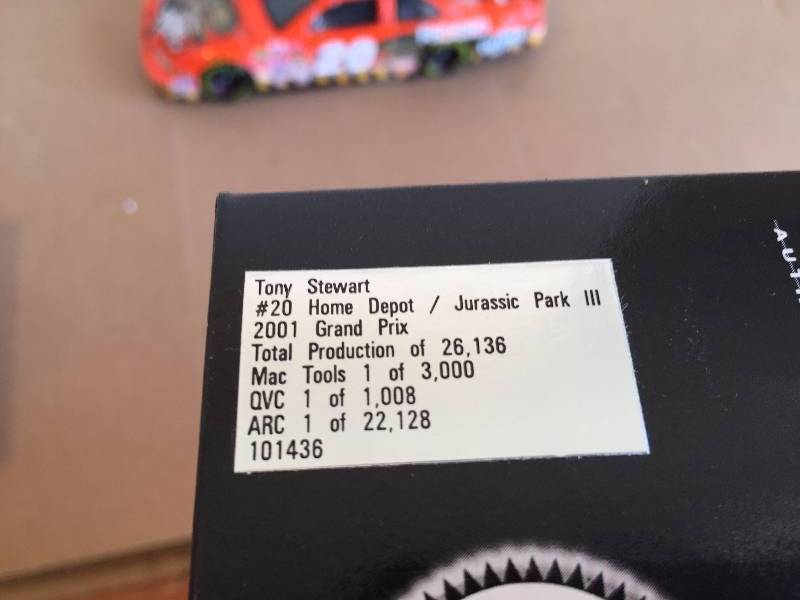 Tony Stewart
#20 Home Depot / Jurassic Park III
2001 Grand Prix
Total Production of 26,136
Mac Tools 1 of 3,000
QVC 1 of 1,008
ARC 1 of 22,128
101436
20